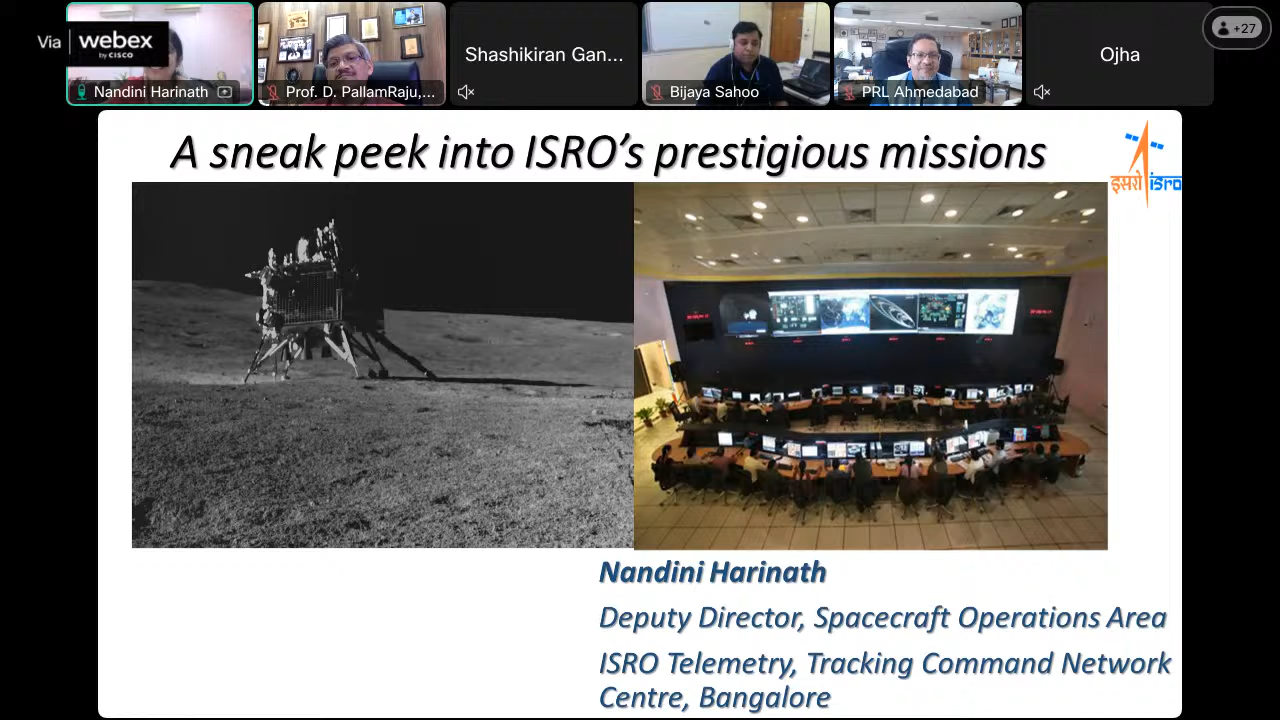 Via webex
by CISCO
Nandini Harinath
Prof. D. PallamRaju,...
Shashikiran Gan...
Bijaya Sahoo
PRL Ahmedabad
Ojha
+27
A sneak peek into ISRO's prestigious missions
इसरो isro
Nandini Harinath
Deputy Director, Spacecraft Operations Area
ISRO Telemetry, Tracking Command Network
Centre, Bangalore